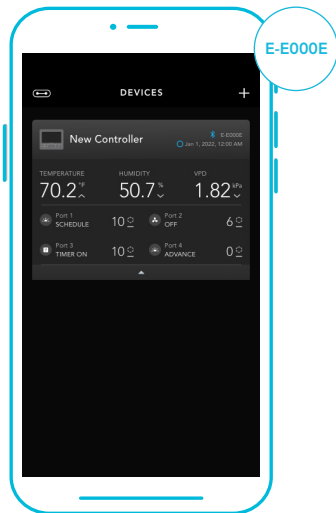 E-E000E
DEVICES
New Controller
E-E000E
Jan 1, 2022, 12:00 AM
TEMPERATURE HUMIDITY VPD
70.2 °F 50.7 % 1.82 kPa
Port 1 Port 2
SCHEDULE 10 OFF 6
Port 3 Port 4
TIMER ON 10 ADVANCE 0